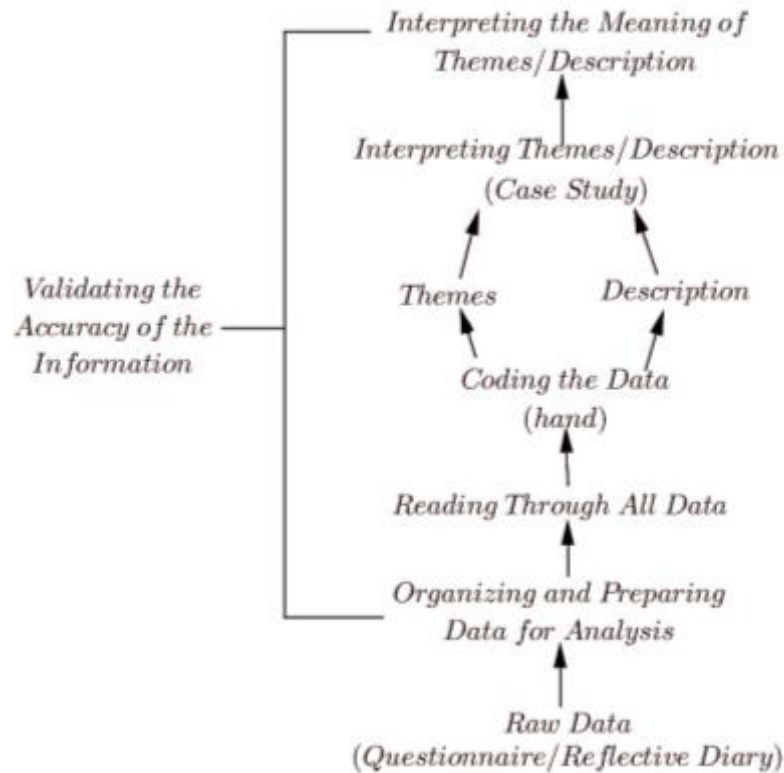 Interpreting the Meaning of
Themes/Description
Interpreting Themes/Description
(Case Study)
Themes
Description
Validating the
Accuracy of the
Information
Coding the Data
(hand)
Reading Through All Data
Organizing and Preparing
Data for Analysis
Raw Data
(Questionnaire/Reflective Diary)